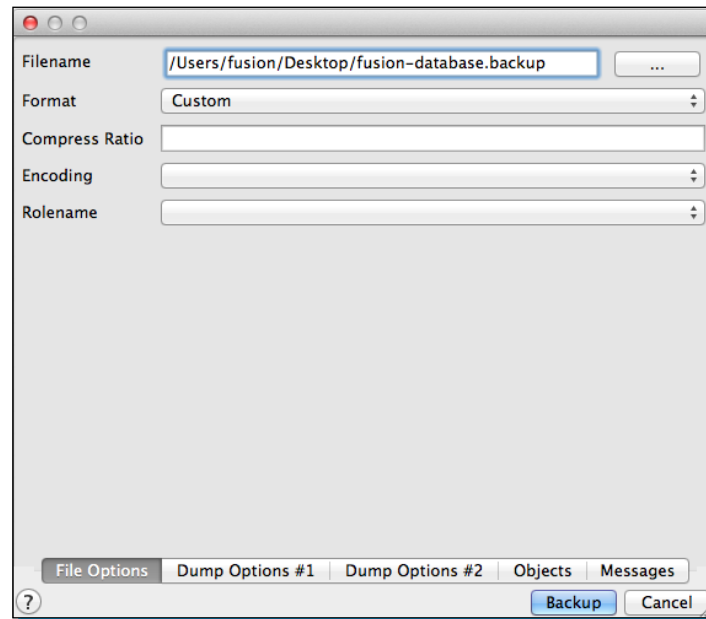 Filename /Users/fusion/Desktop/fusion-database.backup ...
Format Custom
Compress Ratio
Encoding
Rolename
File Options Dump Options #1 Dump Options #2 Objects Messages
? Backup Cancel